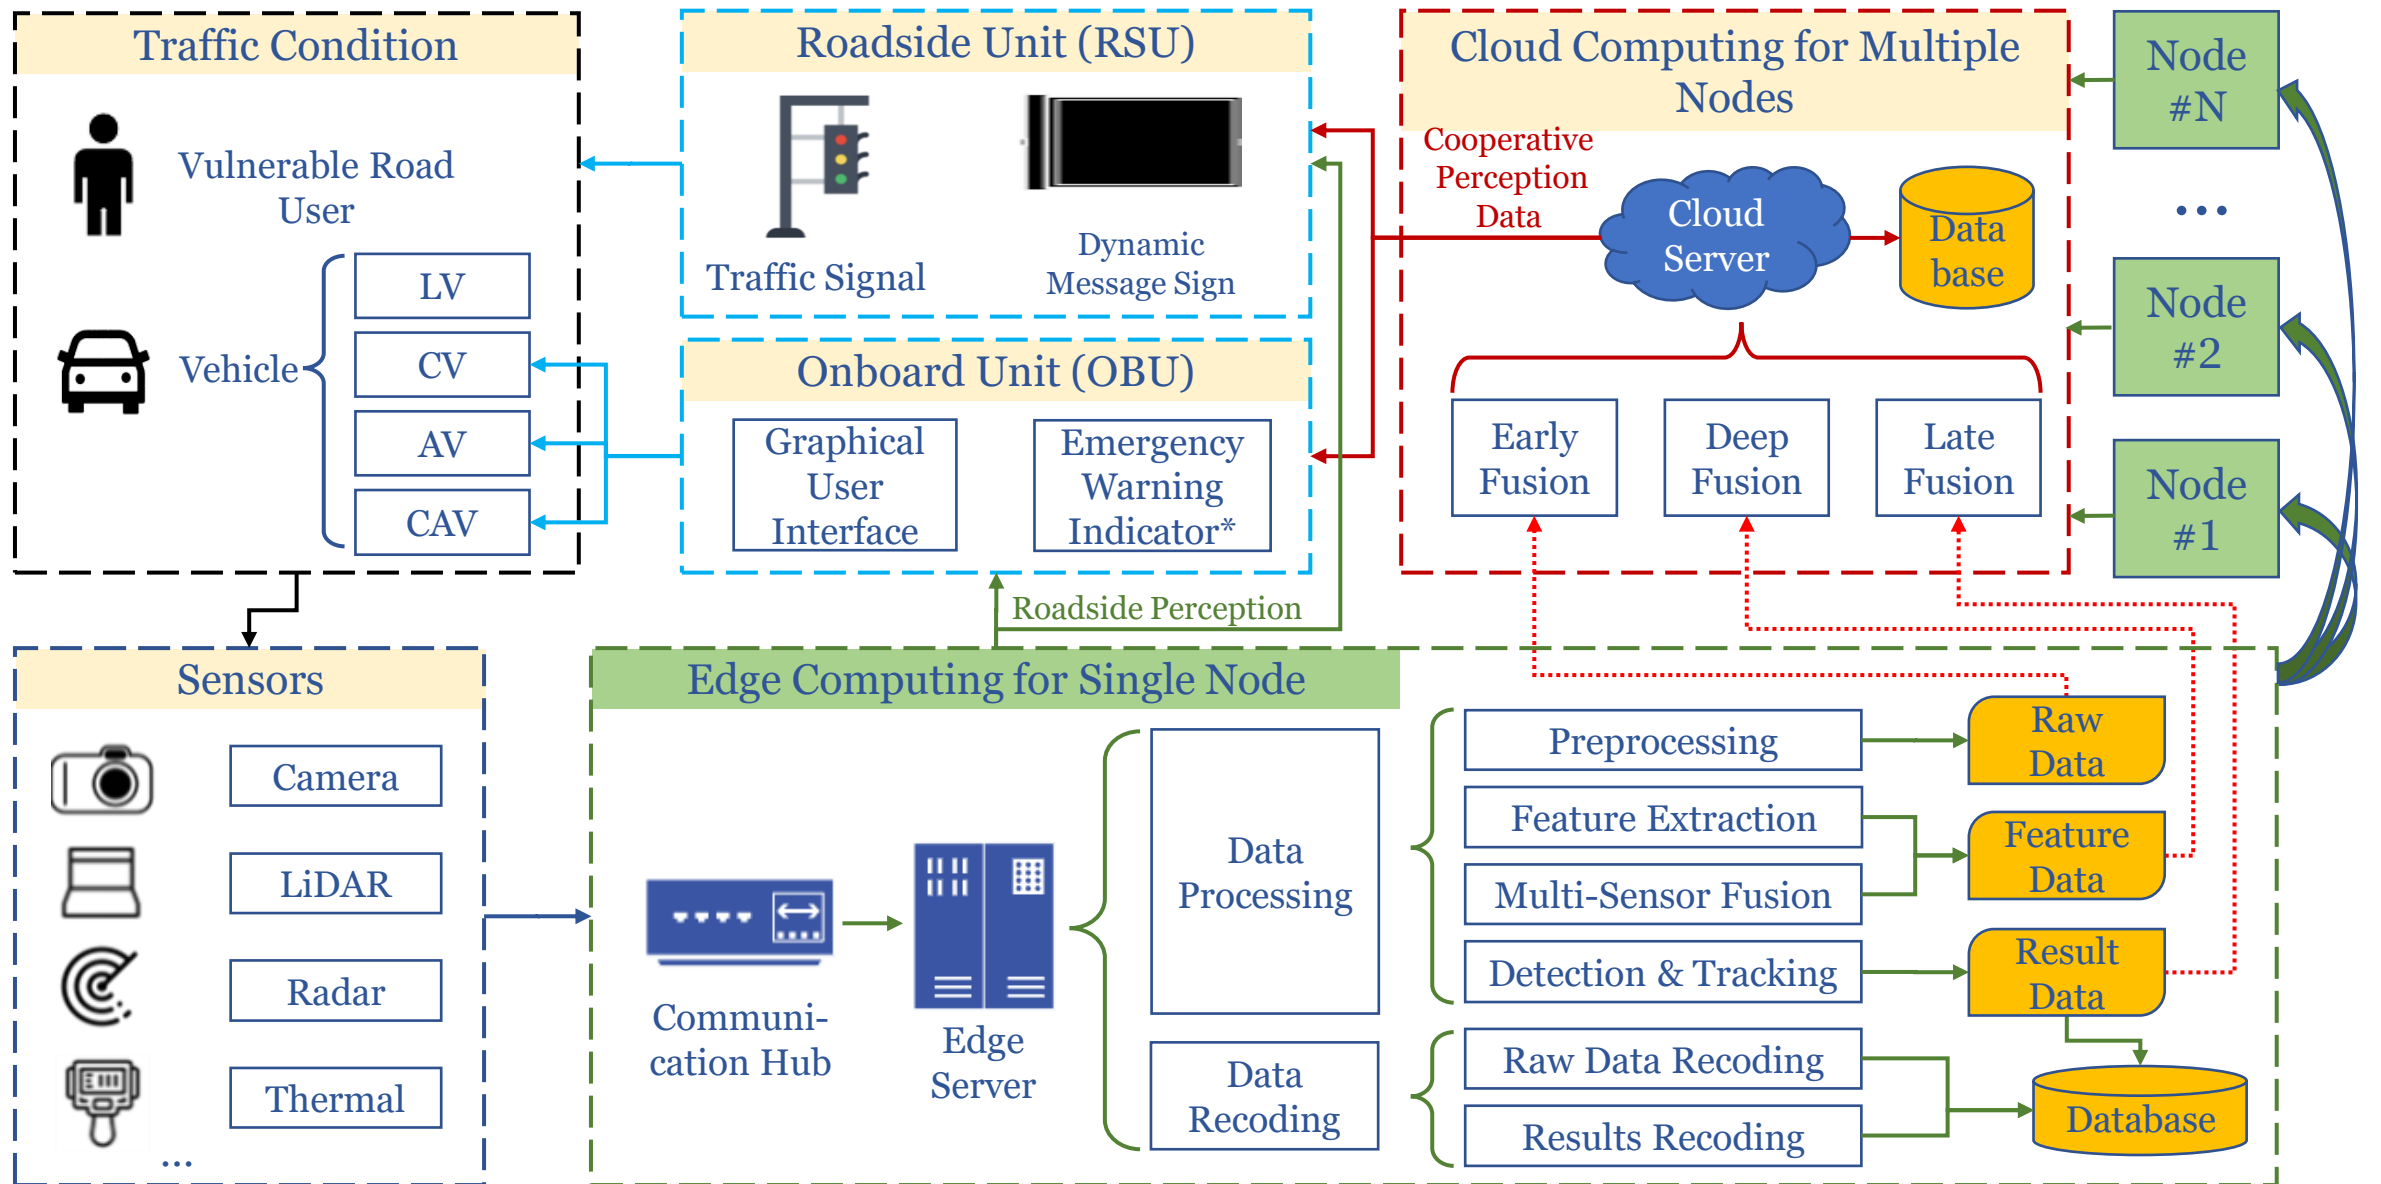 Traffic Condition
Vulnerable Road
User
Vehicle
LV
CV
AV
CAV
Roadside Unit (RSU)
Traffic Signal
Dynamic
Message Sign
Onboard Unit (OBU)
Graphical
User
Interface
Emergency
Warning
Indicator*
Cloud Computing for Multiple
Nodes
Cooperative
Perception
Data
Cloud
Server
Data
base
Early
Fusion
Deep
Fusion
Late
Fusion
Node
#N
...
Node
#2
Node
#1
Roadside Perception
Sensors
Camera
LiDAR
Radar
Thermal
...
Edge Computing for Single Node
Communi-
cation Hub
Edge
Server
Data
Processing
Data
Recoding
Preprocessing
Feature Extraction
Multi-Sensor Fusion
Detection & Tracking
Raw Data Recoding
Results Recoding
Raw
Data
Feature
Data
Result
Data
Database